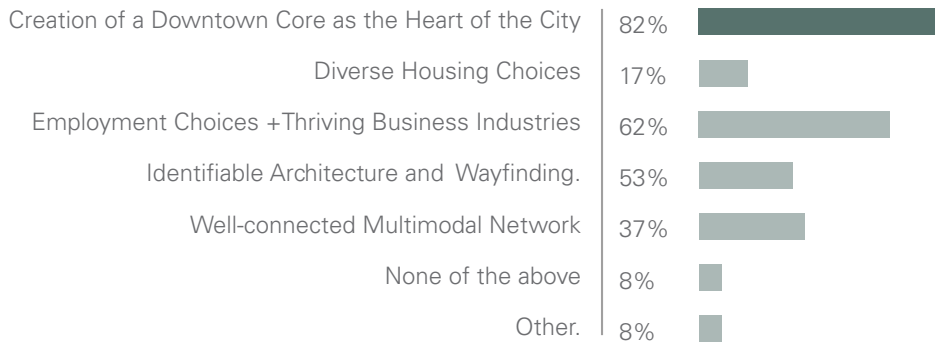 Creation of a Downtown Core as the Heart of the City 82%
Diverse Housing Choices 17%
Employment Choices +Thriving Business Industries 62%
Identifiable Architecture and Wayfinding. 53%
Well-connected Multimodal Network 37%
None of the above 8%
Other. 8%